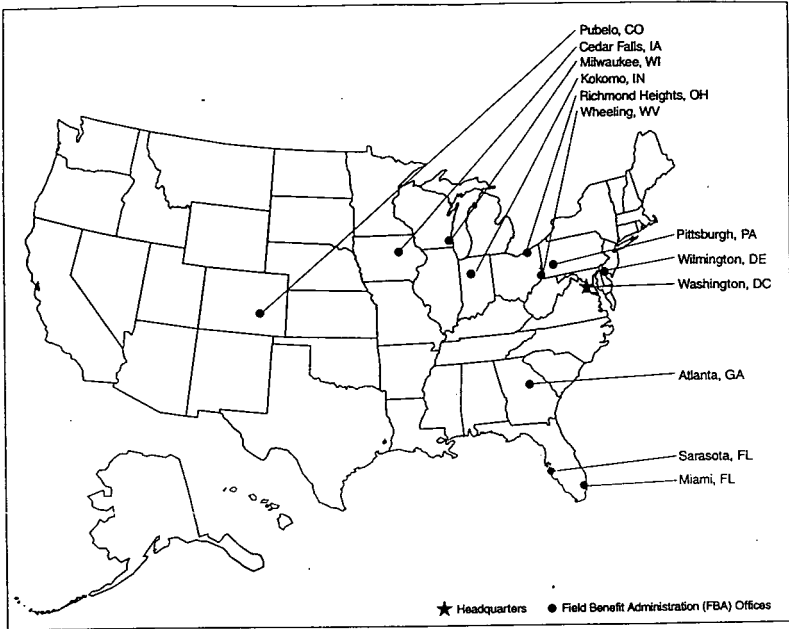 Pubelo, CO
Cedar Falls, IA
Milwaukee, WI
Kokomo, IN
Richmond Heights, OH
Wheeling, WV
Pittsburgh, PA
Wilmington, DE
Washington, DC
Atlanta, GA
Sarasota, FL
Miami, FL
★ Headquarters ● Field Benefit Administration (FBA) Offices